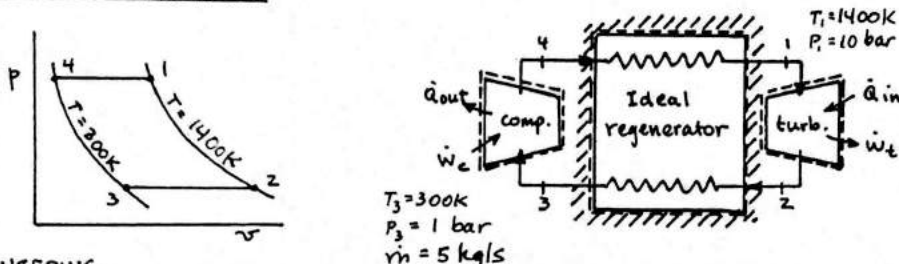 P
4
1
T=300K
T=1400K
3
2
v
T₁=1400K
P₁=10 bar
4
1
Q̇out
comp.
Ẇc
Ideal
regenerator
turb.
Q̇in
Ẇt
3
2
T₃=300K
P₃ = 1 bar
ṁ = 5 kg/s